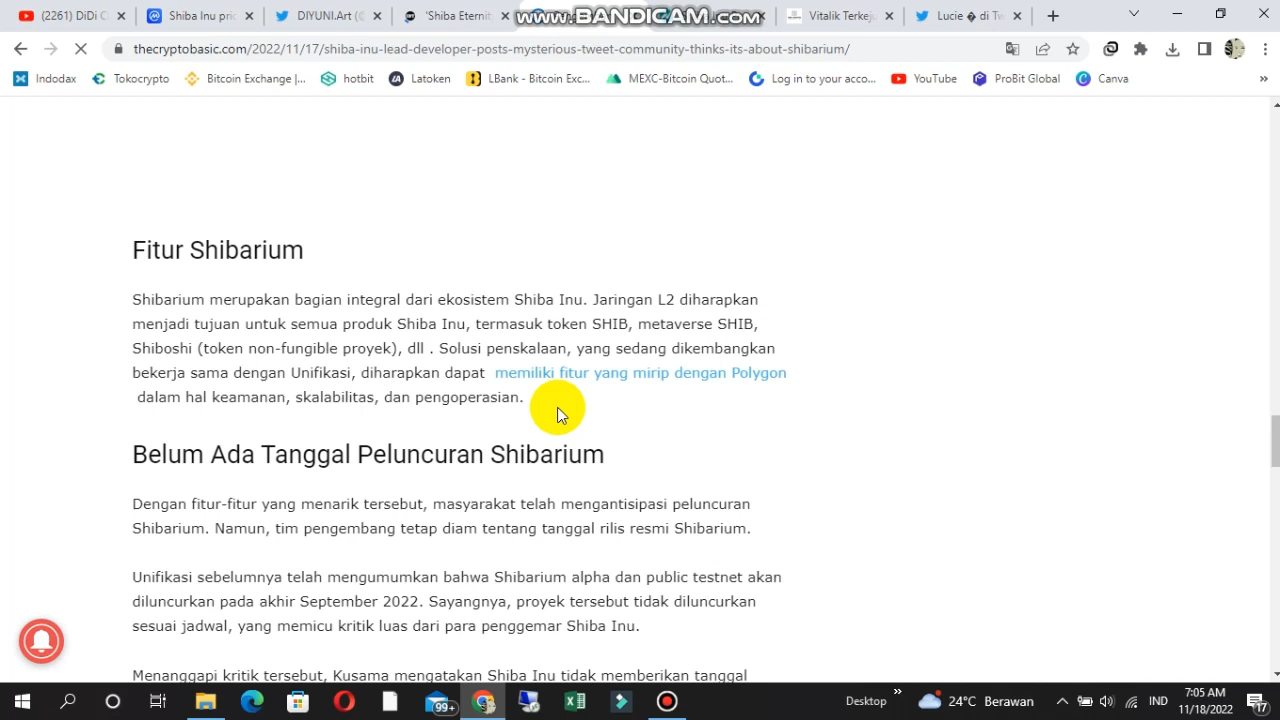 (2261) DiDi C
Shiba Inu pric
DIYUNI.Art (
'Shiba Eternit
www.BANDICAM.com
Vitalik Terkej
Lucie � di Tw
thecryptobasic.com/2022/11/17/shiba-inu-lead-developer-posts-mysterious-tweet-community-thinks-its-about-shibarium/
Indodax
Tokocrypto
Bitcoin Exchange |...
hotbit
Latoken
LBank - Bitcoin Exc...
MEXC-Bitcoin Quot...
Log in to your acco...
YouTube
ProBit Global
Canva
»
Fitur Shibarium
Shibarium merupakan bagian integral dari ekosistem Shiba Inu. Jaringan L2 diharapkan
menjadi tujuan untuk semua produk Shiba Inu, termasuk token SHIB, metaverse SHIB,
Shiboshi (token non-fungible proyek), dll . Solusi penskalaan, yang sedang dikembangkan
bekerja sama dengan Unifikasi, diharapkan dapat memiliki fitur yang mirip dengan Polygon
dalam hal keamanan, skalabilitas, dan pengoperasian.
Belum Ada Tanggal Peluncuran Shibarium
Dengan fitur-fitur yang menarik tersebut, masyarakat telah mengantisipasi peluncuran
Shibarium. Namun, tim pengembang tetap diam tentang tanggal rilis resmi Shibarium.
Unifikasi sebelumnya telah mengumumkan bahwa Shibarium alpha dan public testnet akan
diluncurkan pada akhir September 2022. Sayangnya, proyek tersebut tidak diluncurkan
sesuai jadwal, yang memicu kritik luas dari para penggemar Shiba Inu.
Menanggapi kritik tersebut, Kusama mengatakan Shiba Inu tidak memberikan tanggal
99+
Desktop
»
24°C Berawan
IND
7:05 AM
11/18/2022
17